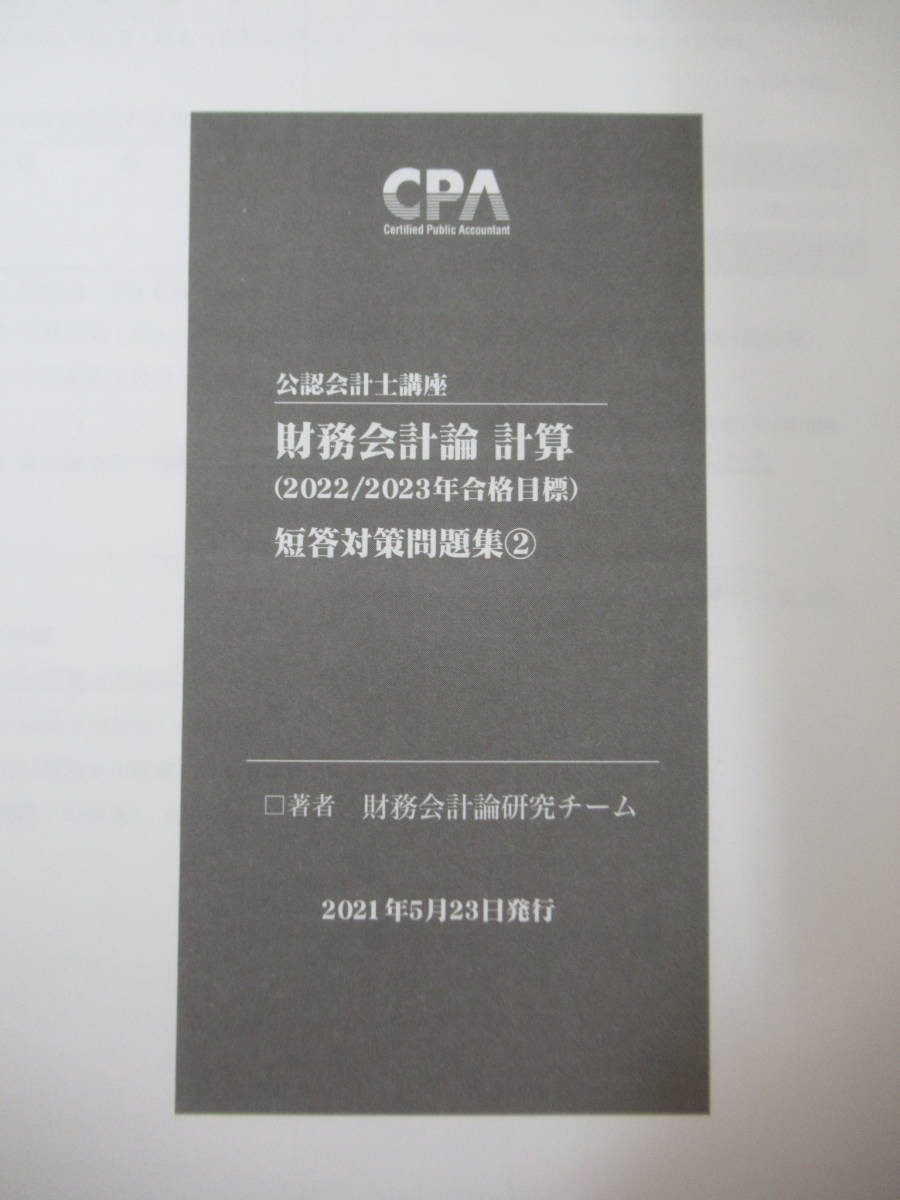 CPA
Certified Public Accountant
公認会計士講座
財務会計論 計算
(2022/2023年合格目標)
短答対策問題集②
□著者 財務会計論研究チーム
2021年5月23日発行